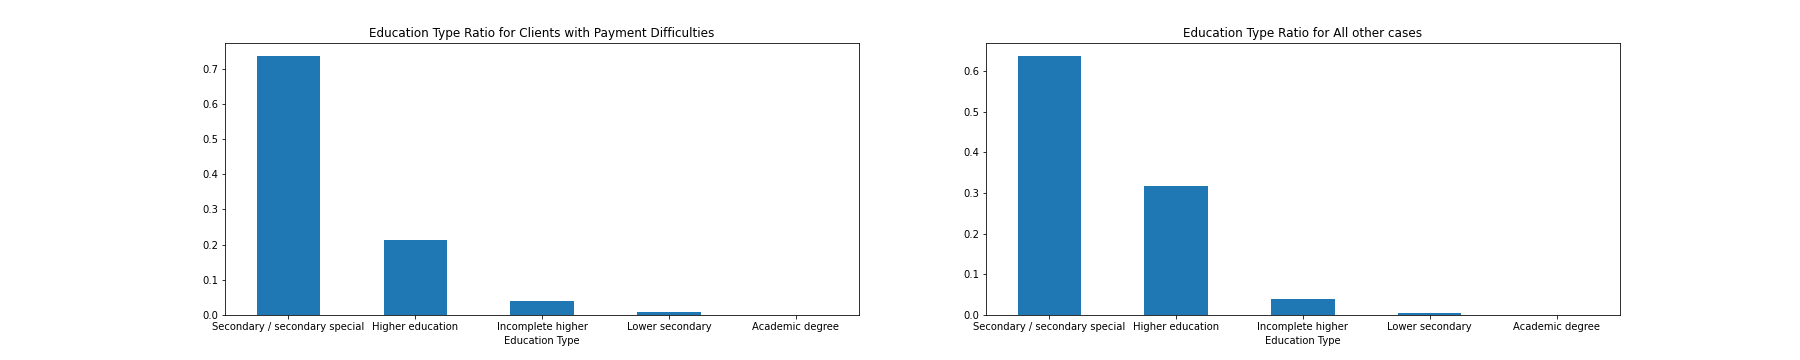 Education Type Ratio for Clients with Payment Difficulties
0.7
0.6
0.5
0.4
0.3
0.2
0.1
0.0
Secondary / secondary special Higher education Incomplete higher Lower secondary Academic degree
Education Type
Education Type Ratio for All other cases
0.6
0.5
0.4
0.3
0.2
0.1
0.0
Secondary / secondary special Higher education Incomplete higher Lower secondary Academic degree
Education Type